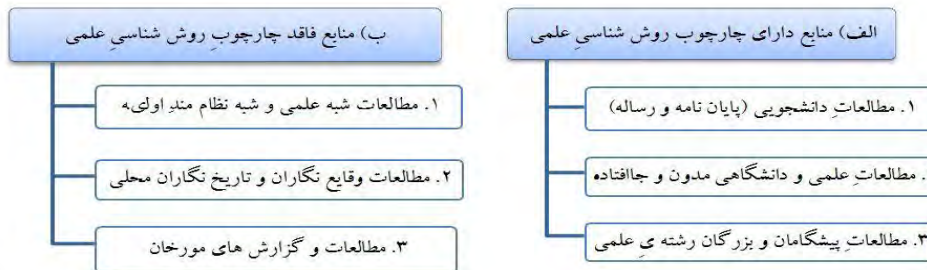 الف) منابع دارای چارچوب روش شناسیِ علمی
۱. مطالعاتِ دانشجویی (پایان نامه و رساله)
. مطالعاتِ علمی و دانشگاهی مدون و جاافتاده
۳. مطالعاتِ پیشگامان و بزرگان رشته یِ علمی
ب) منابع فاقد چارچوبِ روش شناسیِ علمی
۱. مطالعات شبه علمی و شبه نظام مندِ اولیه
۲. مطالعات وقایع نگاران و تاریخ نگاران محلی
۳. مطالعات و گزارش های مورخان